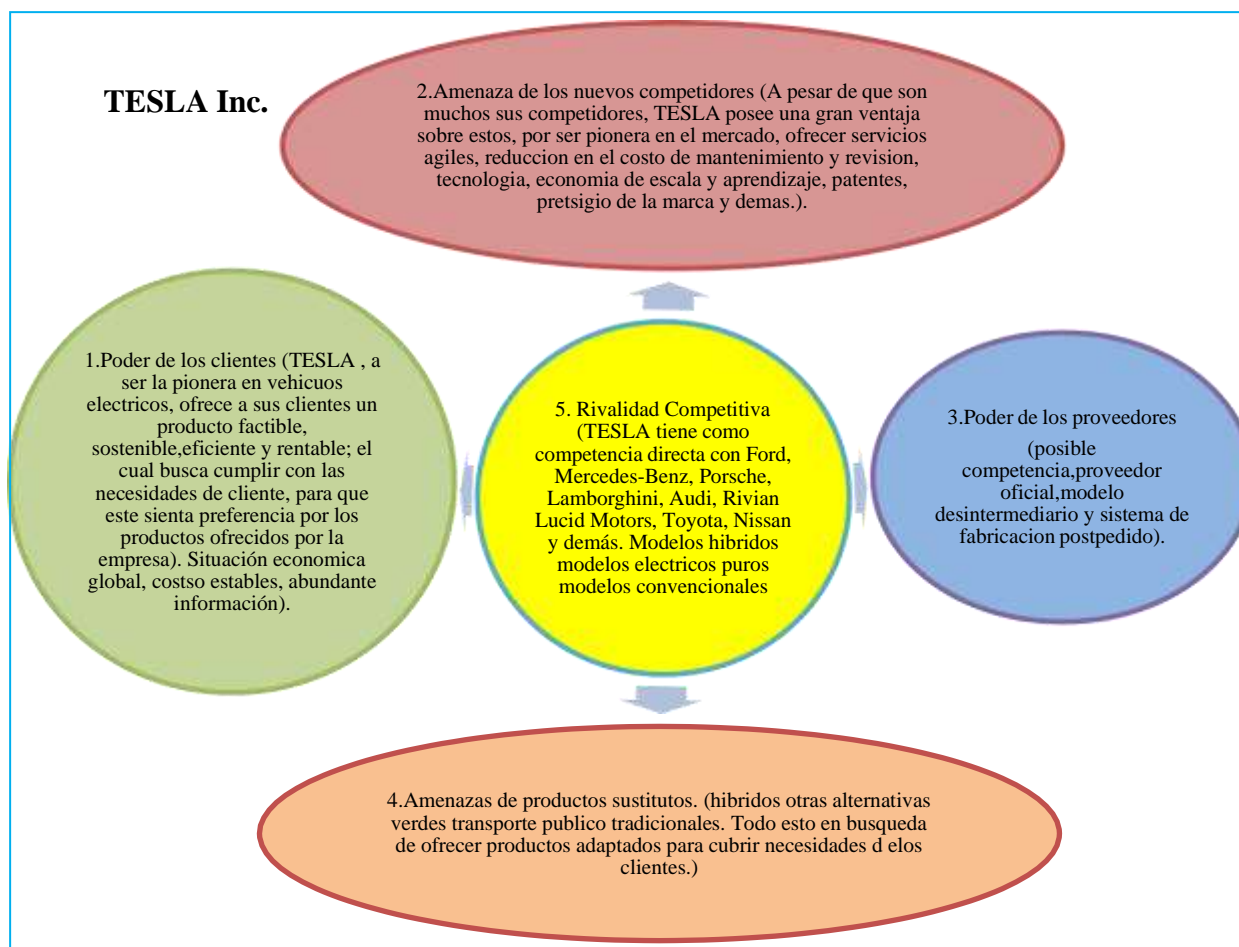 TESLA Inc.
2.Amenaza de los nuevos competidores (A pesar de que son
muchos sus competidores, TESLA posee una gran ventaja
sobre estos, por ser pionera en el mercado, ofrecer servicios
agiles, reduccion en el costo de mantenimiento y revision,
tecnologia, economia de escala y aprendizaje, patentes,
pretsigio de la marca y demas.).
1.Poder de los clientes (TESLA , a
ser la pionera en vehicuos
electricos, ofrece a sus clientes un
producto factible,
sostenible,eficiente y rentable; el
cual busca cumplir con las
necesidades de cliente, para que
este sienta preferencia por los
productos ofrecidos por la
empresa). Situación economica
global, costso estables, abundante
información).
5. Rivalidad Competitiva
(TESLA tiene como
competencia directa con Ford,
Mercedes-Benz, Porsche,
Lamborghini, Audi, Rivian
Lucid Motors, Toyota, Nissan
y demás. Modelos hibridos
modelos electricos puros
modelos convencionales
3.Poder de los proveedores
(posible
competencia,proveedor
oficial,modelo
desintermediario y sistema de
fabricacion postpedido).
4.Amenazas de productos sustitutos. (hibridos otras alternativas
verdes transporte publico tradicionales. Todo esto en busqueda
de ofrecer productos adaptados para cubrir necesidades d elos
clientes.)